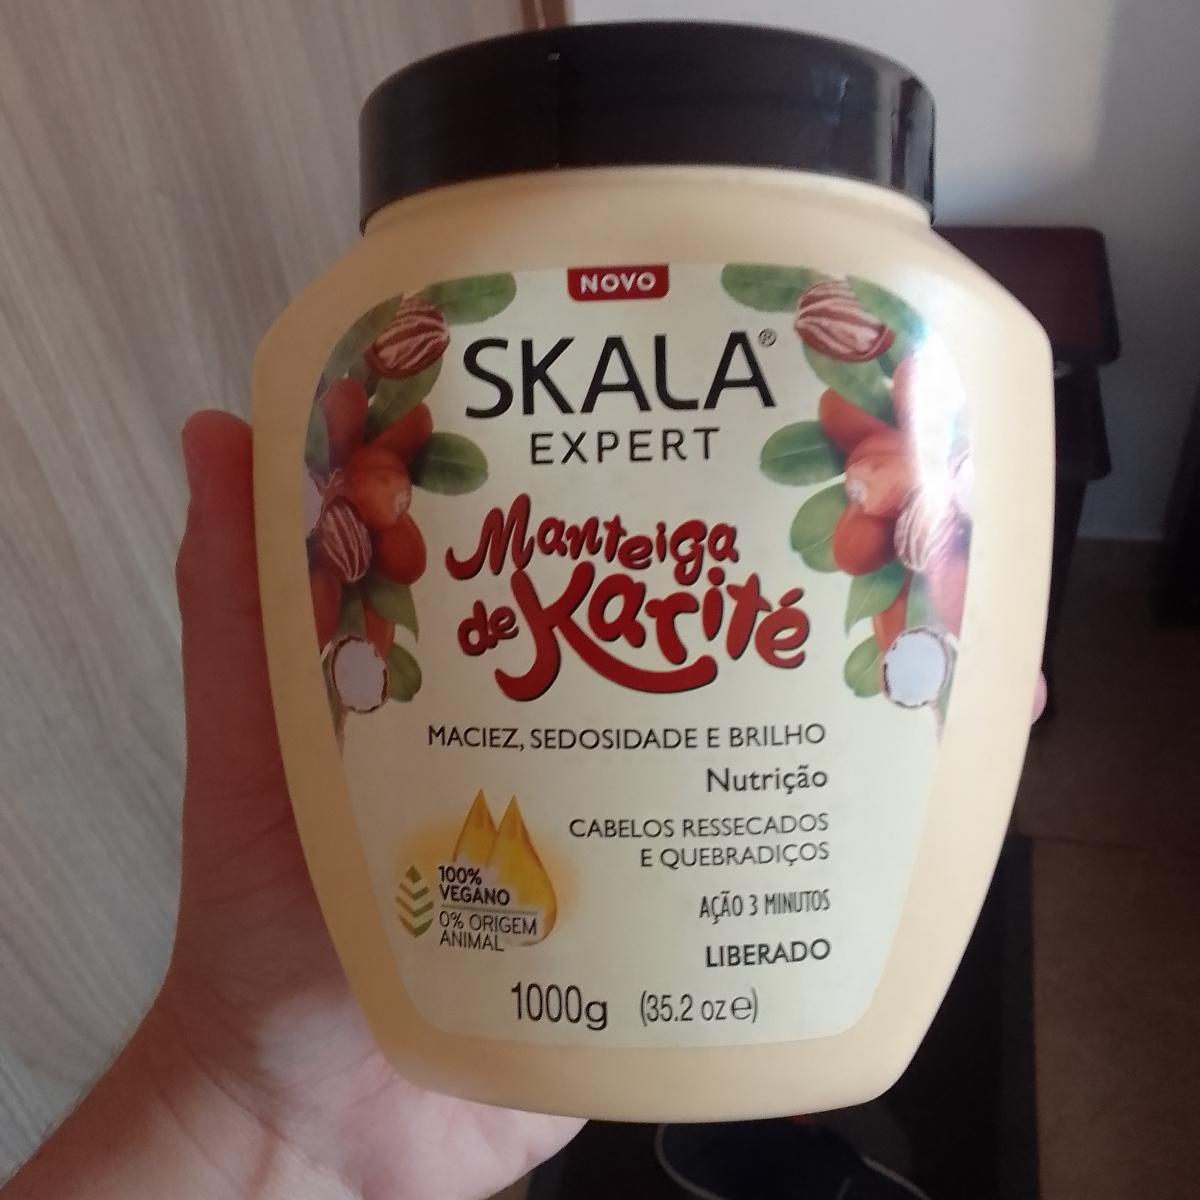 NOVO
SKALA®
EXPERT
Manteiga
de Karité
MACIEZ, SEDOSIDADE E BRILHO
Nutrição
CABELOS RESSECADOS
E QUEBRADIÇOS
AÇÃO 3 MINUTOS
LIBERADO
100%
VEGANO
0% ORIGEM
ANIMAL
1000g (35.2 oz ℮)